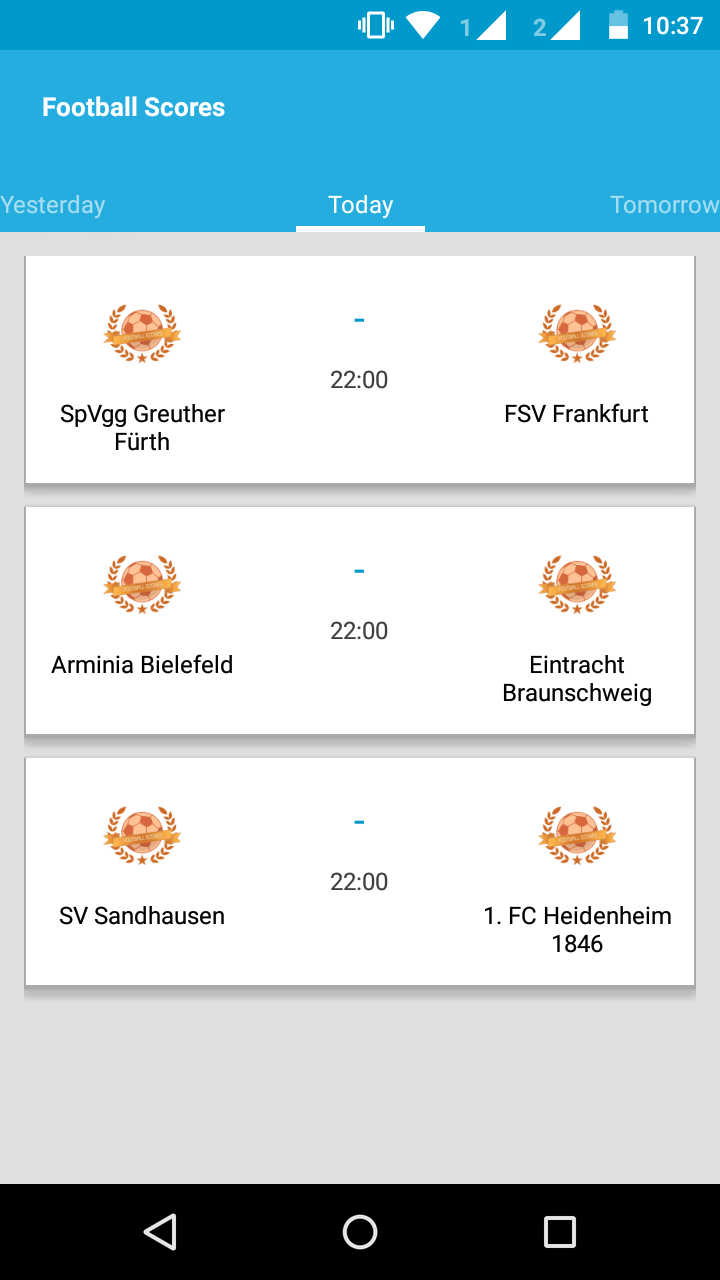 1 2 10:37
Football Scores
Yesterday Today Tomorrow
-
22:00
SpVgg Greuther
Fürth
FSV Frankfurt
-
22:00
Arminia Bielefeld
Eintracht
Braunschweig
-
22:00
SV Sandhausen
1. FC Heidenheim
1846